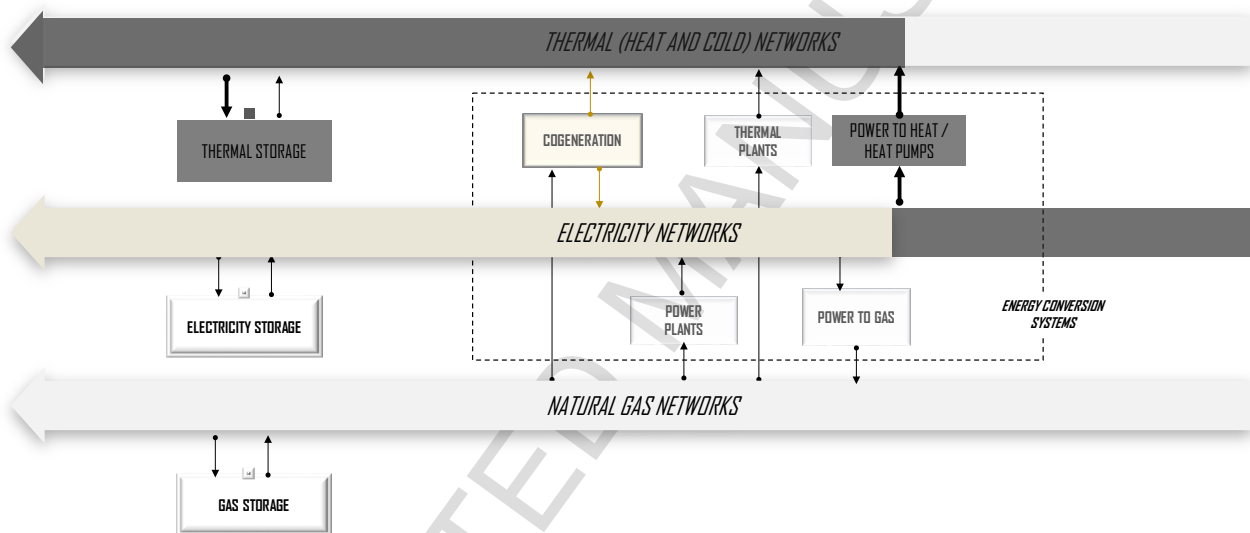 THERMAL (HEAT AND COLD) NETWORKS
THERMAL STORAGE
COGENERATION
THERMAL
PLANTS
POWER TO HEAT /
HEAT PUMPS
ELECTRICITY NETWORKS
ELECTRICITY STORAGE
POWER
PLANTS
POWER TO GAS
ENERGY CONVERSION
SYSTEMS
NATURAL GAS NETWORKS
GAS STORAGE